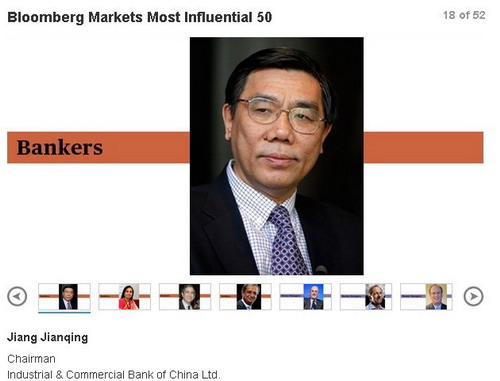 Bloomberg Markets Most Influential 50
18 of 52
Bankers
Jiang Jianqing
Chairman
Industrial & Commercial Bank of China Ltd.